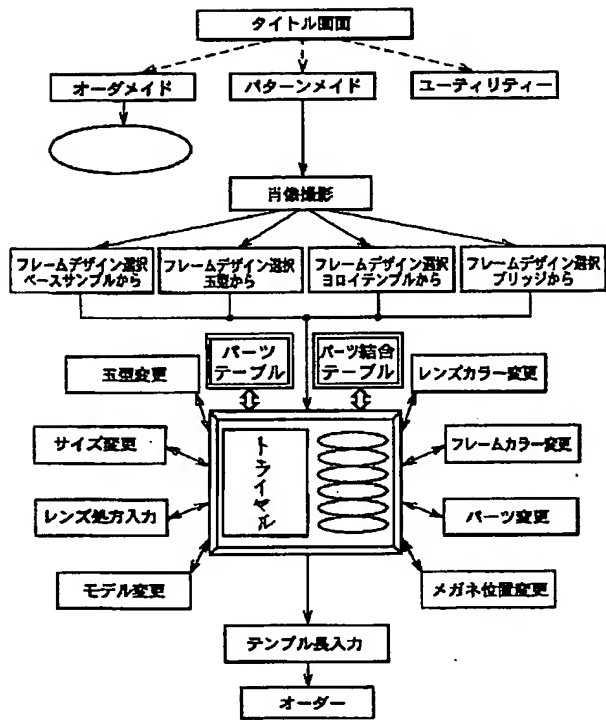 タイトル画面
オーダメイド
パターンメイド
ユーティリティー
肖像撮影
フレームデザイン選択
ベースサンプルから
フレームデザイン選択
玉型から
フレームデザイン選択
ヨロイテンプルから
フレームデザイン選択
ブリッジから
パーツ
テーブル
パーツ結合
テーブル
玉型変更
レンズカラー変更
サイズ変更
トライヤル
フレームカラー変更
レンズ処方入力
パーツ変更
モデル変更
メガネ位置変更
テンプル長入力
オーダー